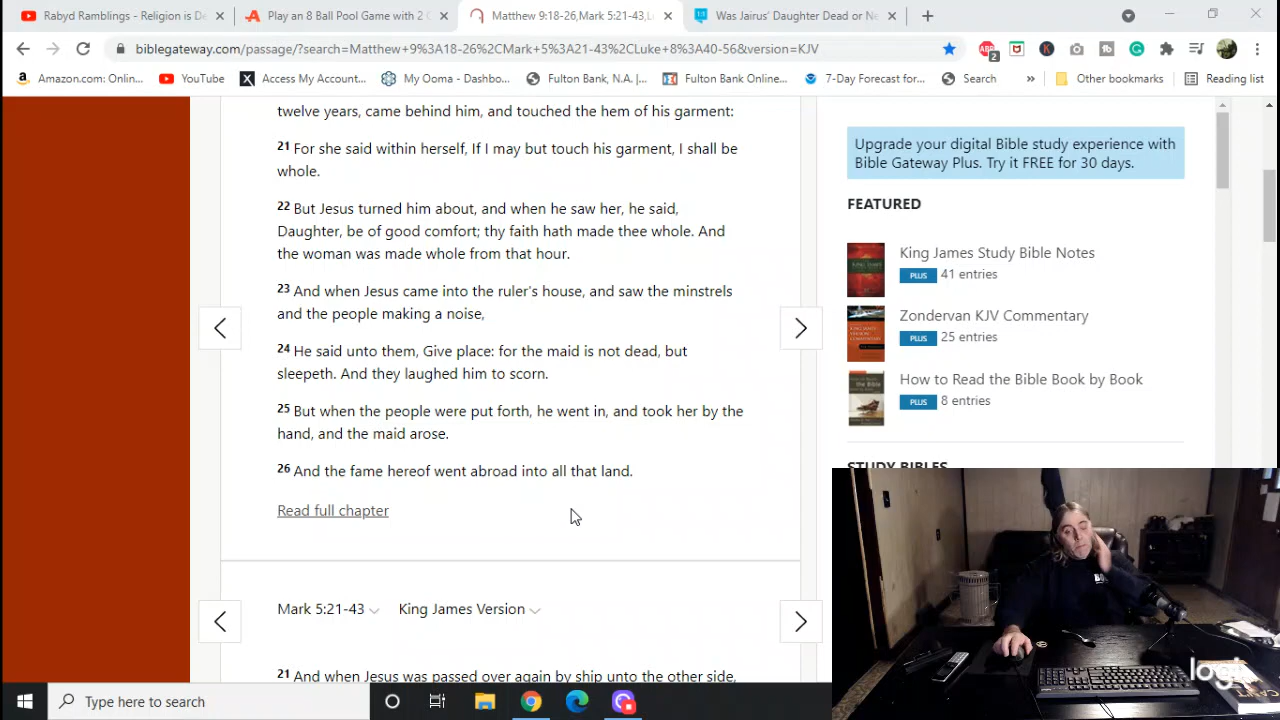 Rabyd Ramblings - Religion is De
Play an 8 Ball Pool Game with 2 C
Matthew 9:18-26,Mark 5:21-43,L
Was Jairus' Daughter Dead or Ne
biblegateway.com/passage/?search=Matthew+9%3A18-26%2CMark+5%3A21-43%2CLuke+8%3A40-56&version=KJV
ABP
2
Amazon.com: Onlin...
YouTube
Access My Account...
My Ooma - Dashbo...
Fulton Bank, N.A. |...
Fulton Bank Online...
7-Day Forecast for...
Search
»
Other bookmarks
Reading list
twelve years, came behind him, and touched the hem of his garment:
21 For she said within herself, If I may but touch his garment, I shall be
whole.
22 But Jesus turned him about, and when he saw her, he said,
Daughter, be of good comfort; thy faith hath made thee whole. And
the woman was made whole from that hour.
23 And when Jesus came into the ruler's house, and saw the minstrels
and the people making a noise,
24 He said unto them, Give place: for the maid is not dead, but
sleepeth. And they laughed him to scorn.
25 But when the people were put forth, he went in, and took her by the
hand, and the maid arose.
26 And the fame hereof went abroad into all that land.
Read full chapter
Mark 5:21-43
King James Version
21 And when Jesus was passed over again by ship unto the other side,
Upgrade your digital Bible study experience with
Bible Gateway Plus. Try it FREE for 30 days.
FEATURED
King James Study Bible Notes
PLUS 41 entries
Zondervan KJV Commentary
PLUS 25 entries
How to Read the Bible Book by Book
PLUS 8 entries
STUDY BIBLES
logi
Type here to search